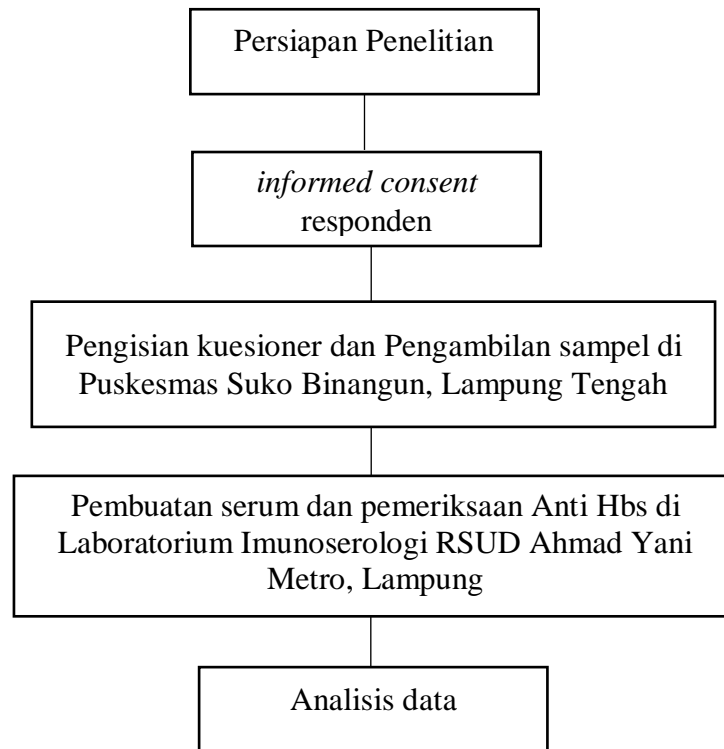 Persiapan Penelitian
informed consent
responden
Pengisian kuesioner dan Pengambilan sampel di
Puskesmas Suko Binangun, Lampung Tengah
Pembuatan serum dan pemeriksaan Anti Hbs di
Laboratorium Imunoserologi RSUD Ahmad Yani
Metro, Lampung
Analisis data